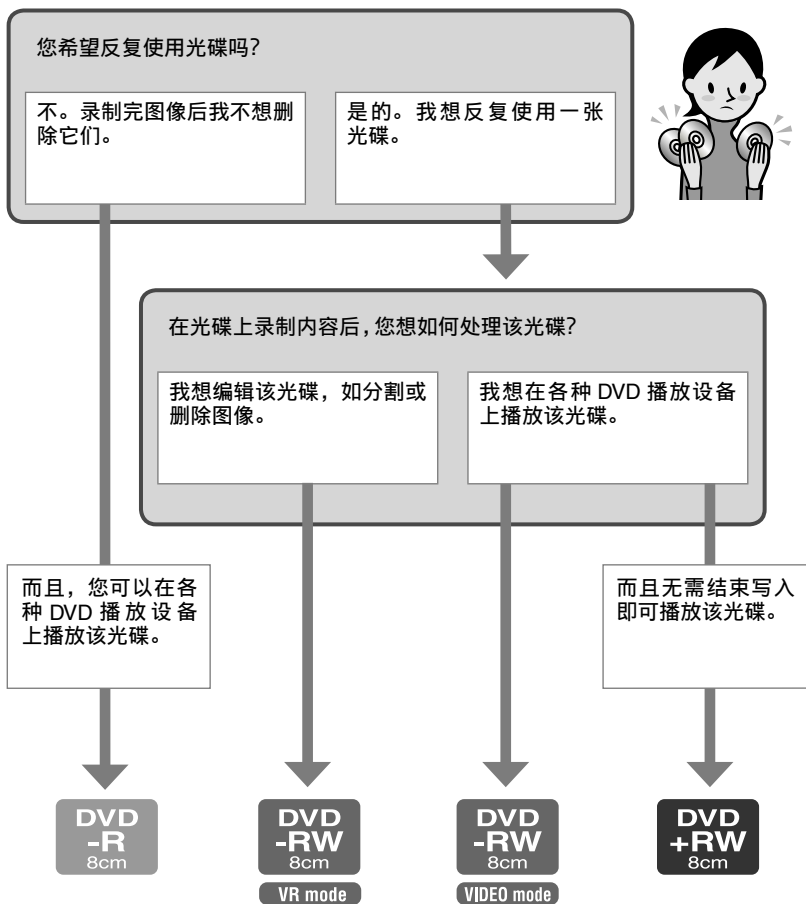 您希望反复使用光碟吗?
不。录制完图像后我不想删
除它们。
是的。我想反复使用一张
光碟。
在光碟上录制内容后,您想如何处理该光碟?
我想编辑该光碟，如分割或
删除图像。
我想在各种 DVD 播放设备
上播放该光碟。
而且，您可以在各
种 DVD 播放设备
上播放该光碟。
而且无需结束写入
即可播放该光碟。
DVD
-R
8cm
DVD
-RW
8cm
VR mode
DVD
-RW
8cm
VIDEO mode
DVD
+RW
8cm